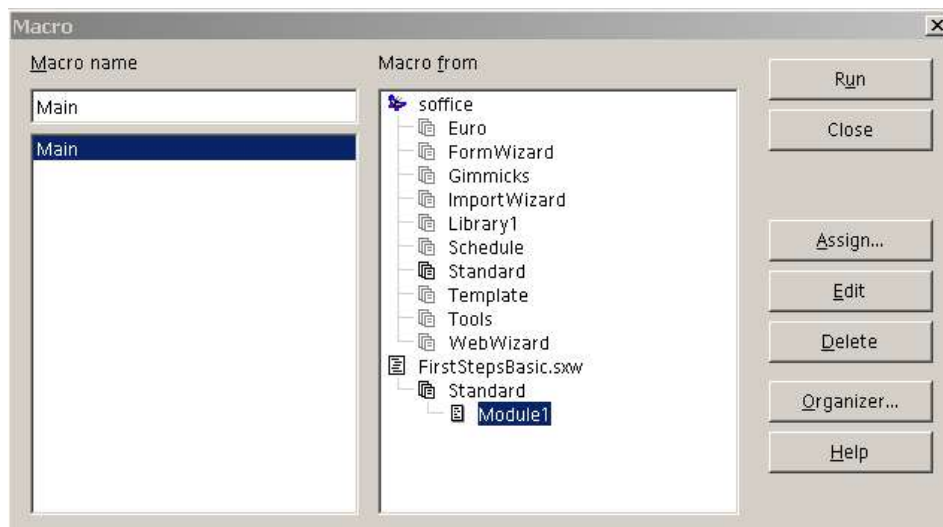 Macro
Macro name
Main
Main
Macro from
soffice
Euro
FormWizard
Gimmicks
ImportWizard
Library1
Schedule
Standard
Template
Tools
WebWizard
FirstStepsBasic.sxw
Standard
Module1
Run
Close
Assign...
Edit
Delete
Organizer...
Help